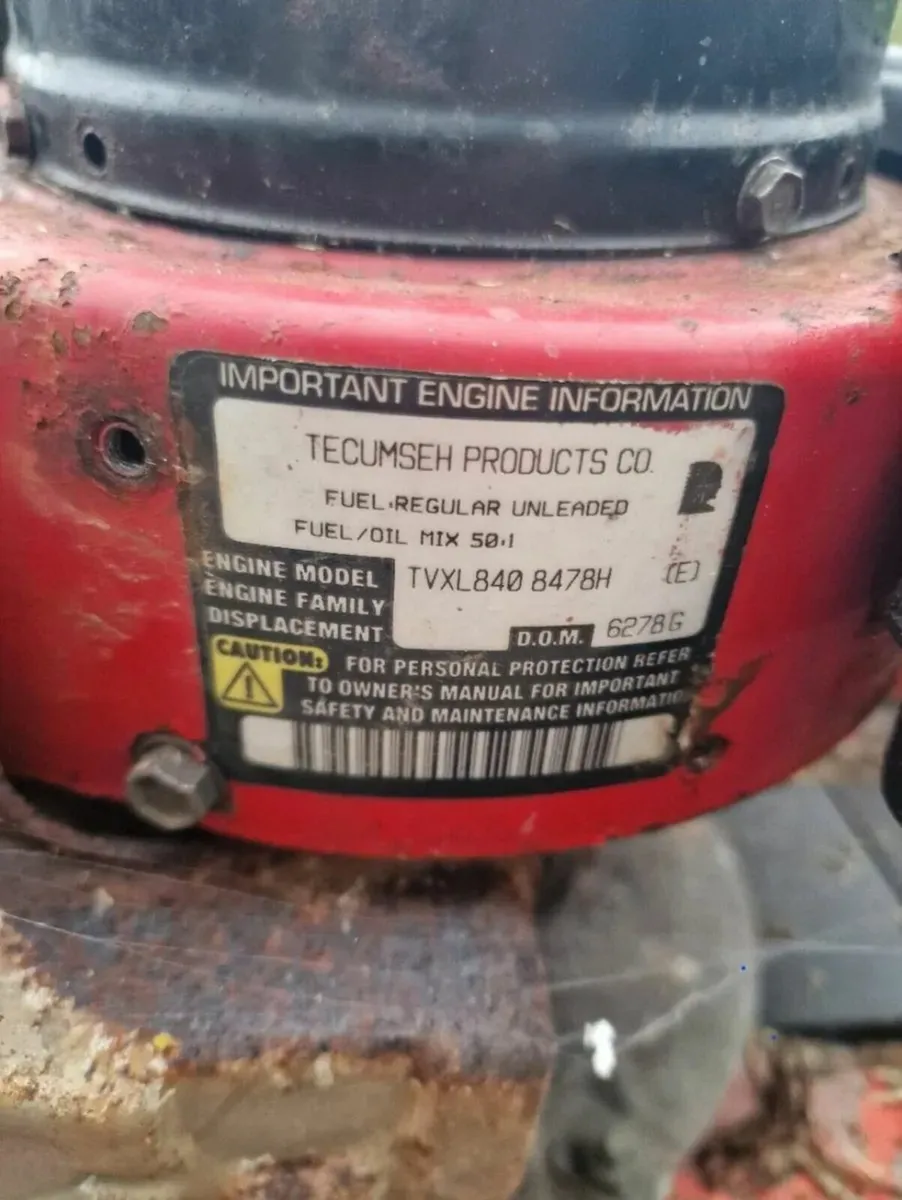 IMPORTANT ENGINE INFORMATION
TECUMSEH PRODUCTS CO.
FUEL:REGULAR UNLEADED
FUEL/OIL MIX 50:1
ENGINE MODEL TVXL840 8478H (E)
ENGINE FAMILY
DISPLACEMENT D.O.M. 6278G
CAUTION: FOR PERSONAL PROTECTION REFER
TO OWNER'S MANUAL FOR IMPORTANT
SAFETY AND MAINTENANCE INFORMATIO